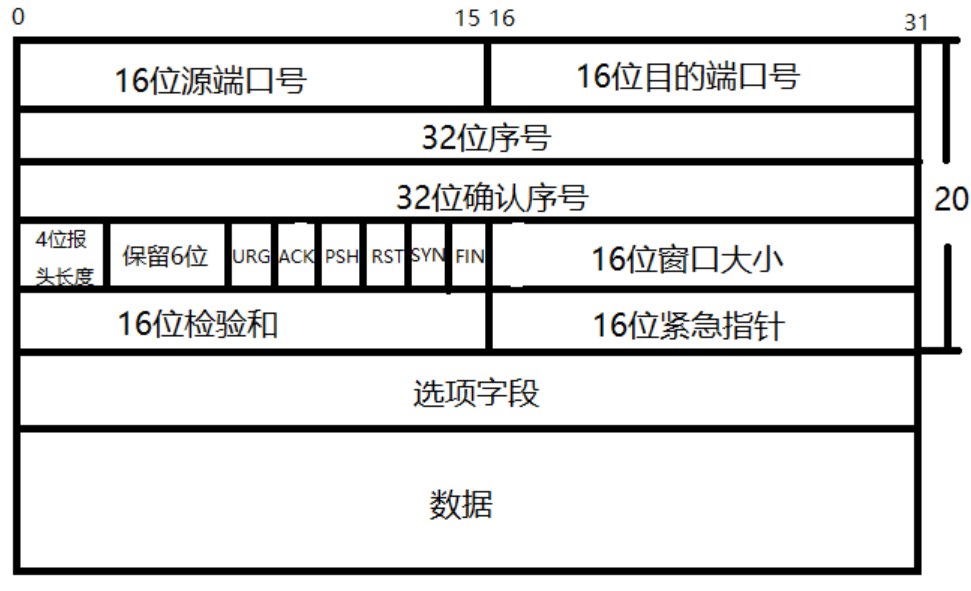 0 15 16 31
16位源端口号 16位目的端口号
32位序号
32位确认序号
20
4位报
头长度
保留6位 URG ACK PSH RST SYN FIN 16位窗口大小
16位检验和 16位紧急指针
选项字段
数据